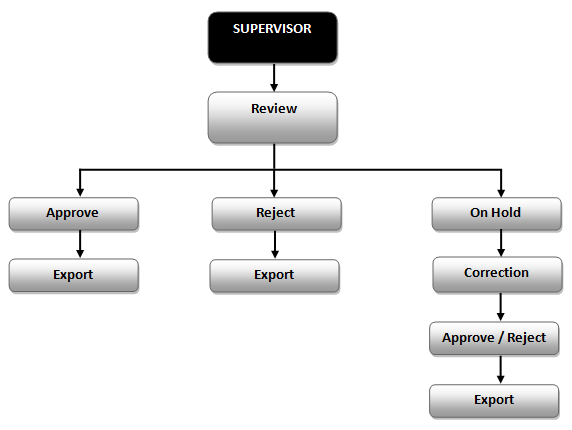 SUPERVISOR
Review
Approve
Reject
On Hold
Export
Export
Correction
Approve / Reject
Export